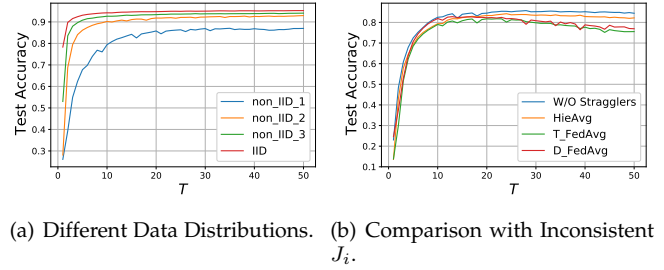 Test Accuracy
0.9
0.8
0.7
0.6
0.5
0.4
0.3
0 10 20 30 40 50
T
non_IID_1
non_IID_2
non_IID_3
IID
(a) Different Data Distributions.
Test Accuracy
0.8
0.7
0.6
0.5
0.4
0.3
0.2
0.1
0 10 20 30 40 50
T
W/O Stragglers
HieAvg
T_FedAvg
D_FedAvg
(b) Comparison with Inconsistent
J_i.